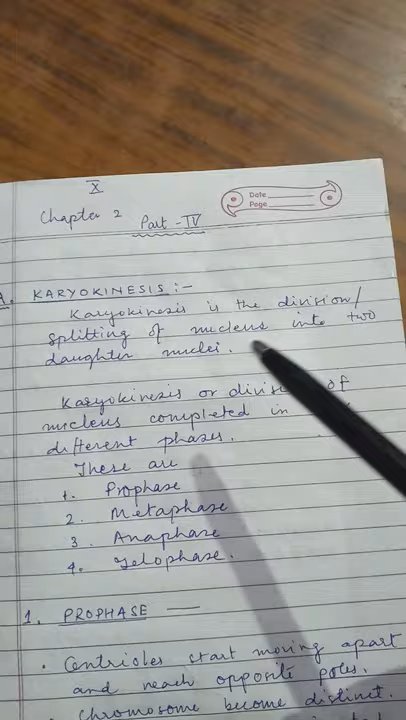 X
Chapter 2 Part-IV
Date
Page
A. KARYOKINESIS :-
Karyokinesis is the division/
splitting of nucleus into two
daughter nuclei.
Karyokinesis or division of
nucleus completed in
different phases.
These are
1. Prophase
2. Metaphase
3. Anaphase
4. Telophase.
1. PROPHASE
• Centrioles start moving apart
and reach opposite poles.
• Chromosome become distinct.